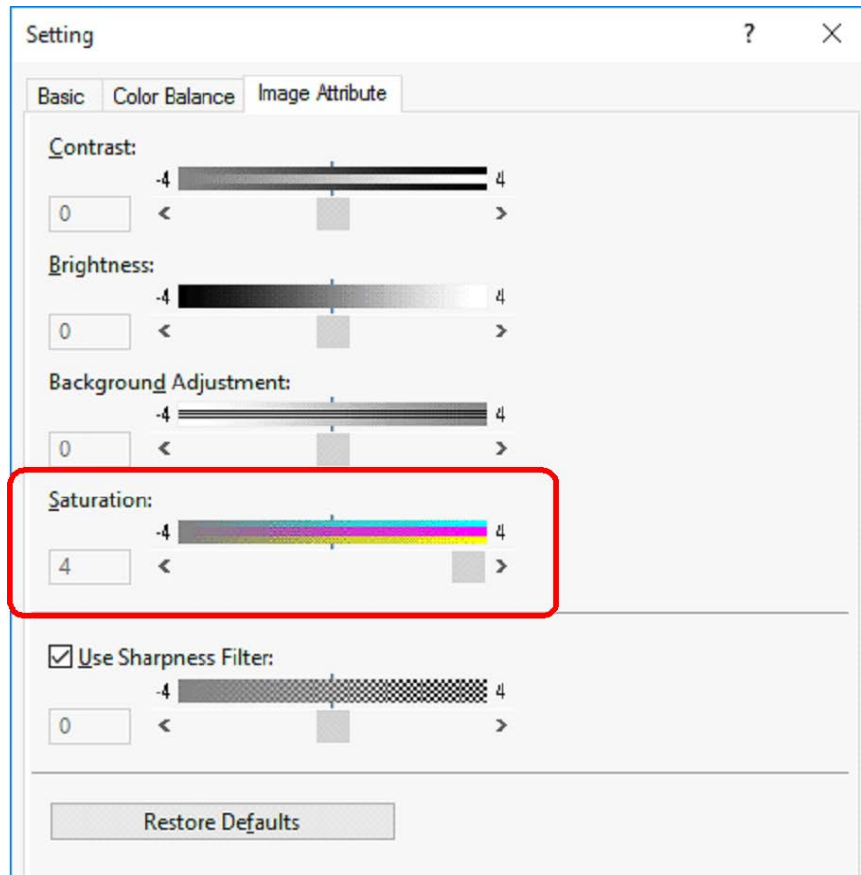 Setting ? ×
Basic Color Balance Image Attribute
Contrast:
-4 4
0 < >
Brightness:
-4 4
0 < >
Background Adjustment:
-4 4
0 < >
Saturation:
-4 4
4 < >
Use Sharpness Filter:
-4 4
0 < >
Restore Defaults